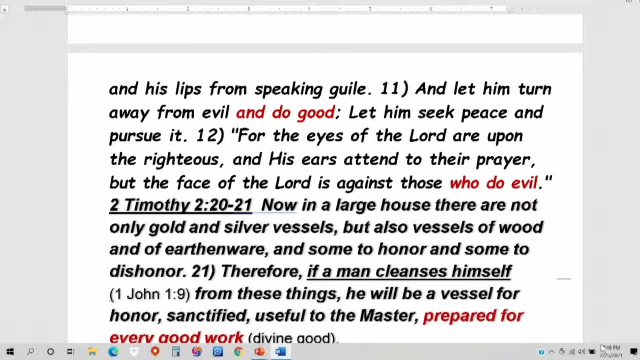 and his lips from speaking guile. 11) And let him turn
away from evil and do good; Let him seek peace and
pursue it. 12) "For the eyes of the Lord are upon
the righteous, and His ears attend to their prayer,
but the face of the Lord is against those who do evil."
2 Timothy 2:20-21 Now in a large house there are not
only gold and silver vessels, but also vessels of wood
and of earthenware, and some to honor and some to
dishonor. 21) Therefore, if a man cleanses himself
(1 John 1:9) from these things, he will be a vessel for
honor, sanctified, useful to the Master, prepared for
every good work (divine good).